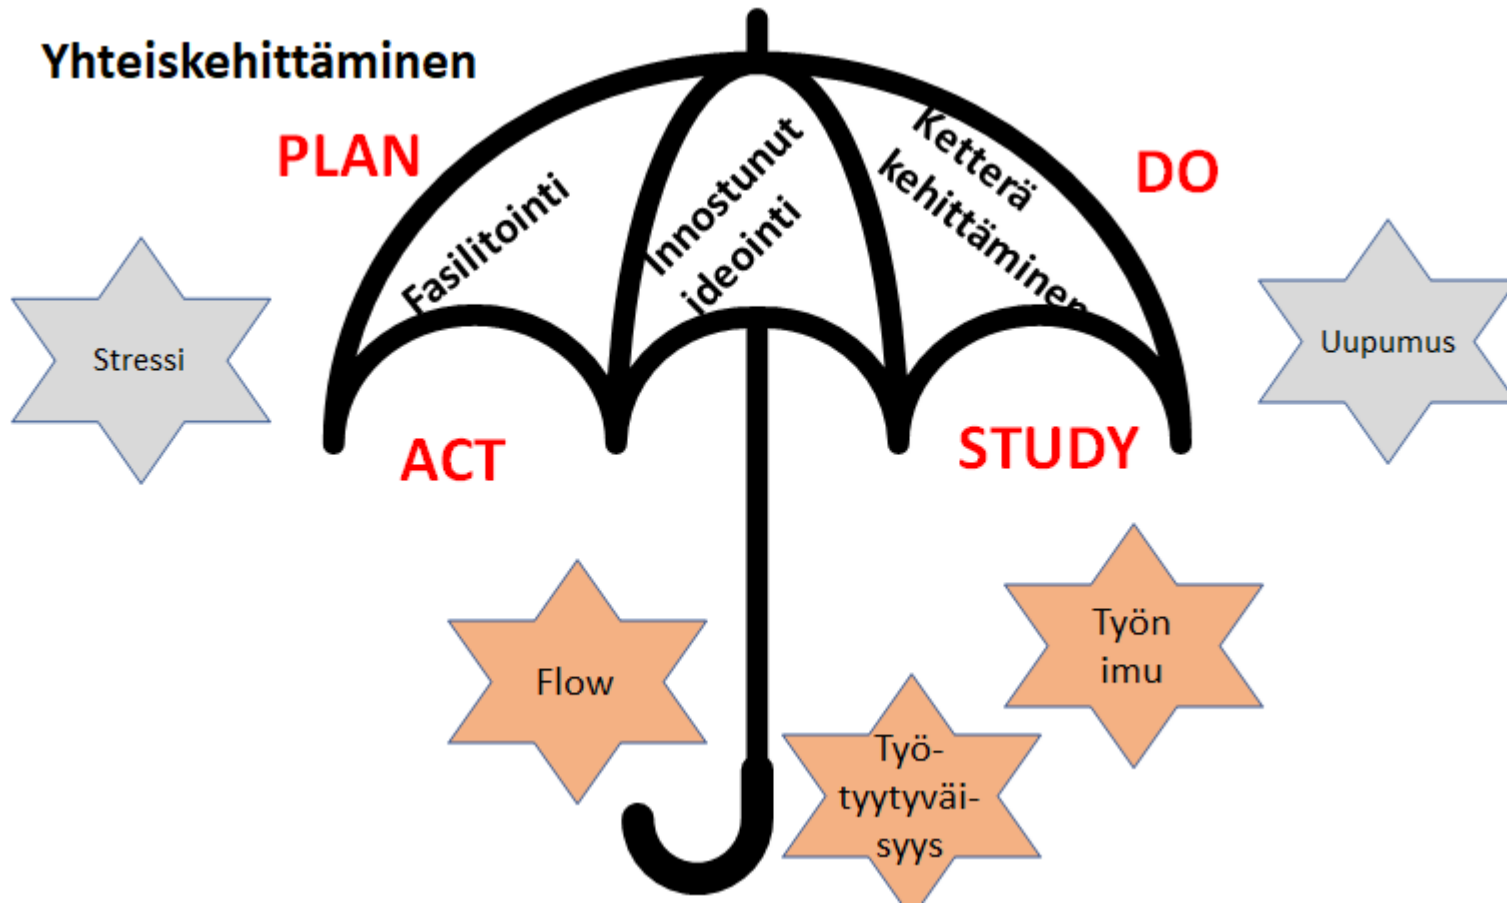 Yhteiskehittäminen
PLAN
DO
Fasilitointi
Innostunut
ideointi
Ketterä
kehittäminen
Stressi
Uupumus
ACT
STUDY
Flow
Työn
imu
Työ-
tyytyväi-
syys